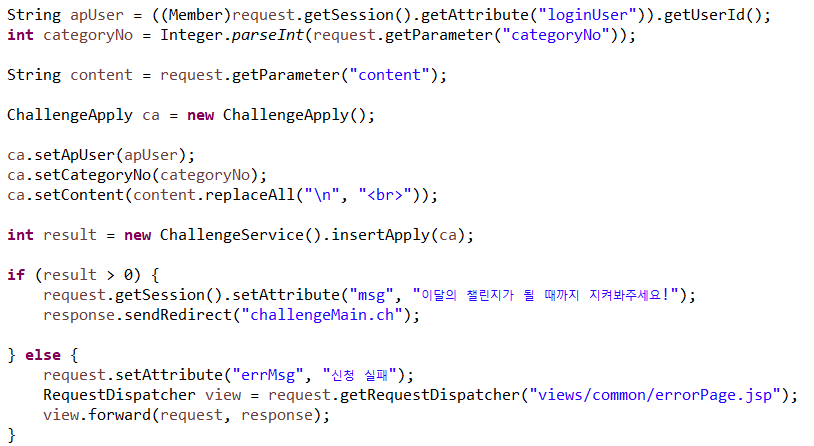 String apUser = ((Member)request.getSession().getAttribute("loginUser")).getUserId();
int categoryNo = Integer.parseInt(request.getParameter("categoryNo"));
String content = request.getParameter("content");
ChallengeApply ca = new ChallengeApply();
ca.setApUser(apUser);
ca.setCategoryNo(categoryNo);
ca.setContent(content.replaceAll("\n", "<br>"));
int result = new ChallengeService().insertApply(ca);
if (result > 0) {
    request.getSession().setAttribute("msg", "이달의 챌린지가 될 때까지 지켜봐주세요!");
    response.sendRedirect("challengeMain.ch");
} else {
    request.setAttribute("errMsg", "신청 실패");
    RequestDispatcher view = request.getRequestDispatcher("views/common/errorPage.jsp");
    view.forward(request, response);
}